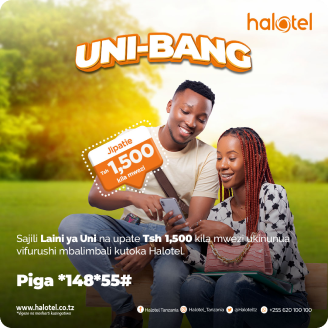 halotel
UNI-BANG
Jipatie
Tsh 1,500
kila mwezi
Sajili Laini ya Uni na upate Tsh 1,500 kila mwezi ukinunua
vifurushi mbalimbali kutoka Halotel.
Piga *148*55#
www.halotel.co.tz
*Vigezo na masharti kuzingatiwa
Halotel Tanzania
Halotel_Tanzania
@Haloteltz
+255 620 100 100